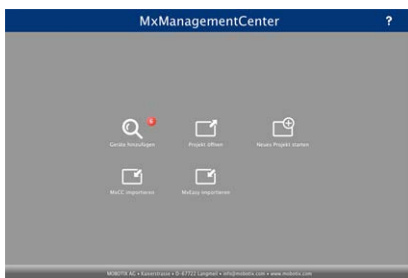 MxManagementCenter ?
6
Geräte hinzufügen Projekt öffnen Neues Projekt starten
MxCC importieren MxEasy importieren
MOBOTIX AG • Kaiserstrasse • D-67722 Langmeil • info@mobotix.com • www.mobotix.com